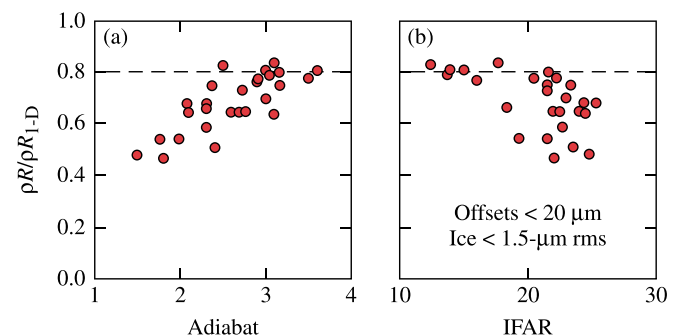 (a)
(b)
1.0
0.8
0.6
0.4
0.2
0.0
ρR/ρR1-D
1 2 3 4
Adiabat
10 20 30
IFAR
Offsets < 20 μm
Ice < 1.5-μm rms